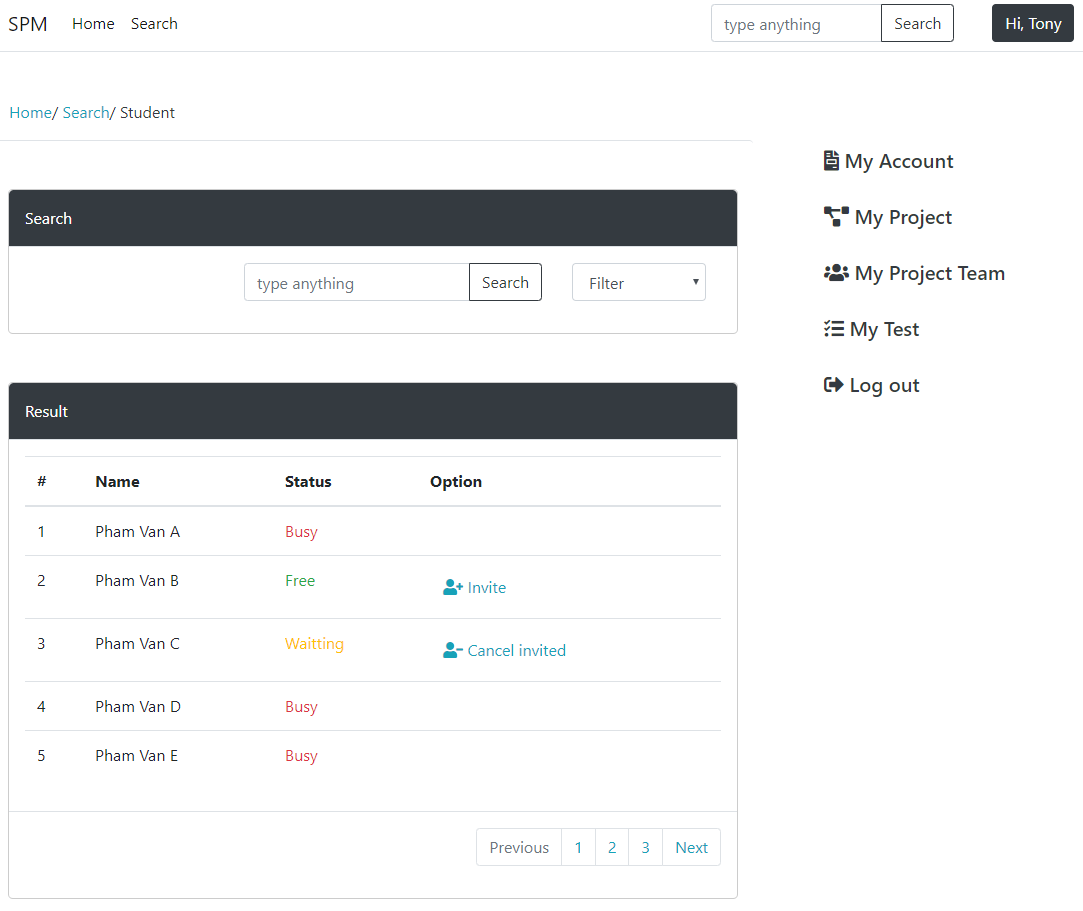 SPM Home Search type anything Search Hi, Tony
Home/ Search/ Student
My Account
My Project
My Project Team
My Test
Log out
Search
type anything Search Filter
Result
# Name Status Option
1 Pham Van A Busy
2 Pham Van B Free Invite
3 Pham Van C Waitting Cancel invited
4 Pham Van D Busy
5 Pham Van E Busy
Previous 1 2 3 Next